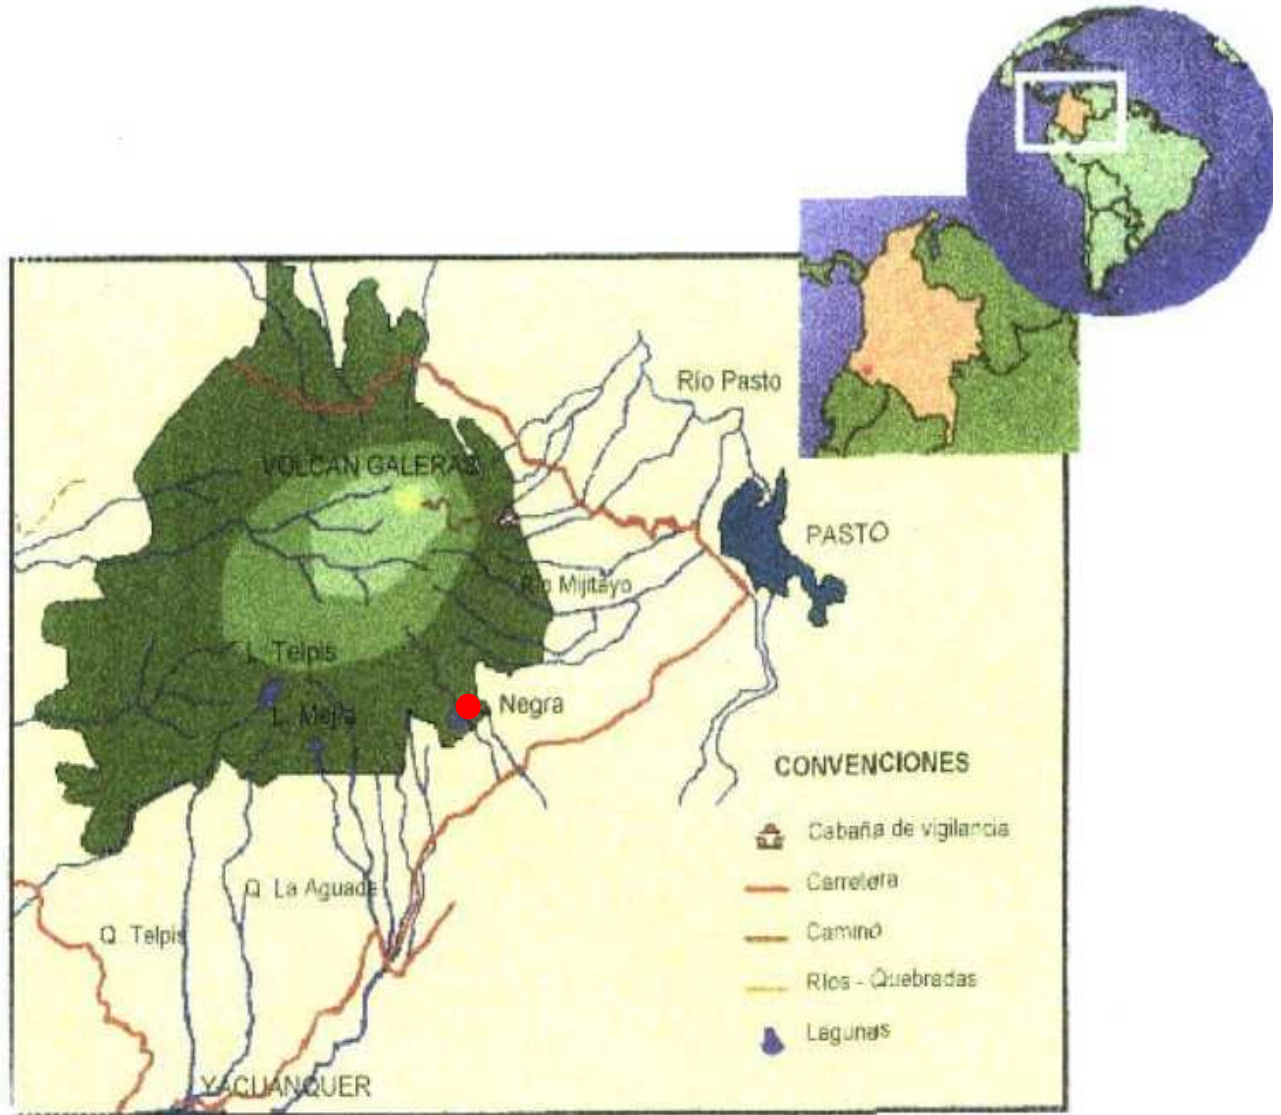 Río Pasto
VOLCAN GALERAS
PASTO
Río Mijitayo
L. Telpis
L. Mejia
Negra
CONVENCIONES
Cabaña de vigilancia
Carretera
Camino
Ríos - Quebradas
Lagunas
Q. La Aguada
Q. Telpis
YACUANQUER